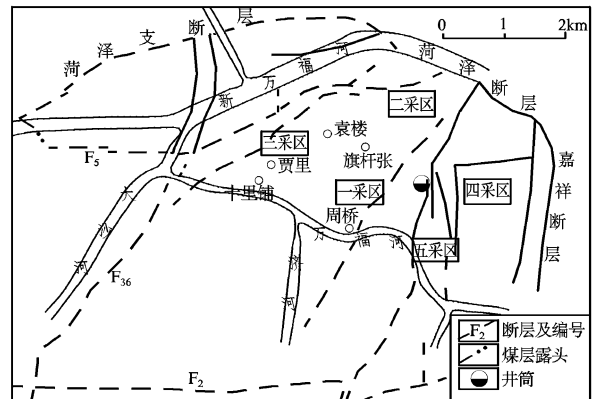 菏泽支断层
0 1 2km
新万福河
菏泽断层
嘉祥断层
二采区
袁楼
三采区
旗杆张
贾里
F5
十里铺
一采区
四采区
大沙河
周桥
万福河
五采区
济河
F36
F2
F2 断层及编号
煤层露头
井筒